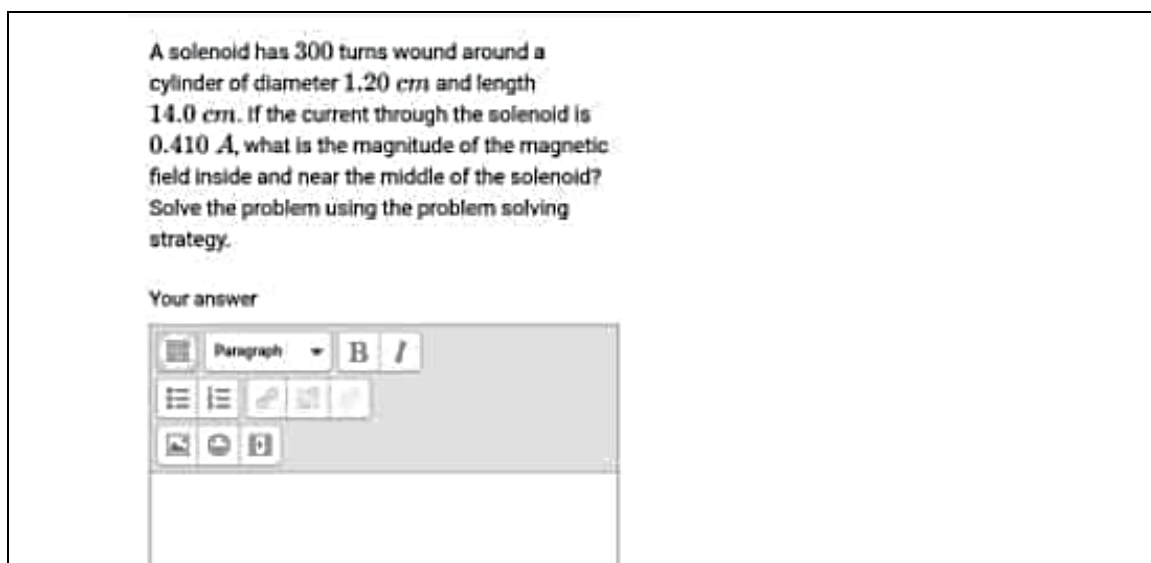 A solenoid has 300 turns wound around a
cylinder of diameter 1.20 cm and length
14.0 cm. If the current through the solenoid is
0.410 A, what is the magnitude of the magnetic
field inside and near the middle of the solenoid?
Solve the problem using the problem solving
strategy.
Your answer
Paragraph B I